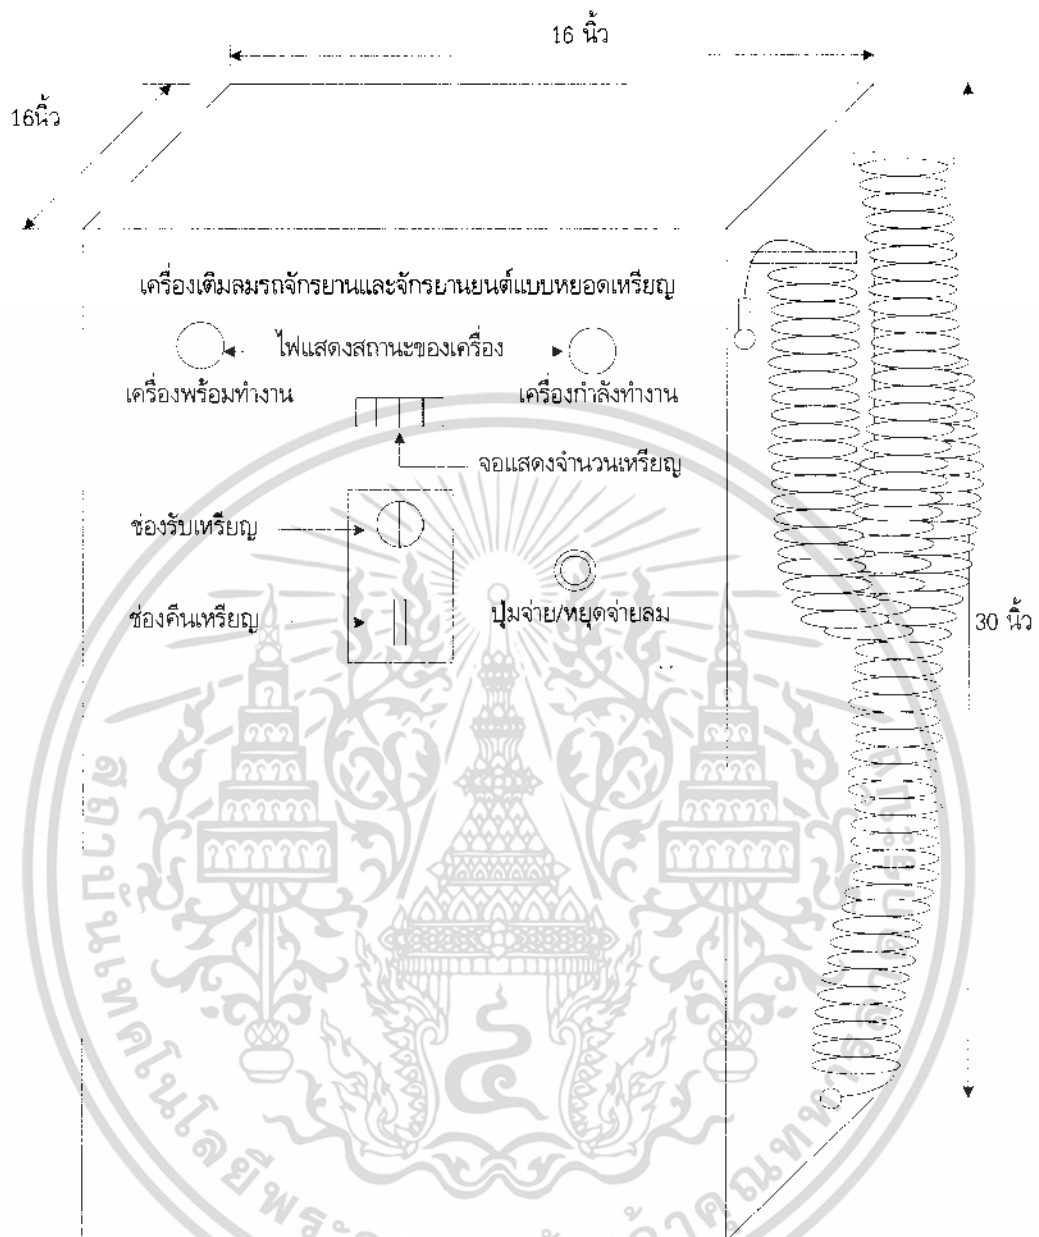 16 นิ้ว
16นิ้ว
เครื่องเติมลมรถจักรยานและจักรยานยนต์แบบหยอดเหรียญ
ไฟแสดงสถานะของเครื่อง
เครื่องพร้อมทำงาน
เครื่องกำลังทำงาน
จอแสดงจำนวนเหรียญ
ช่องรับเหรียญ
ช่องคืนเหรียญ
ปุ่มจ่าย/หยุดจ่ายลม
30 นิ้ว